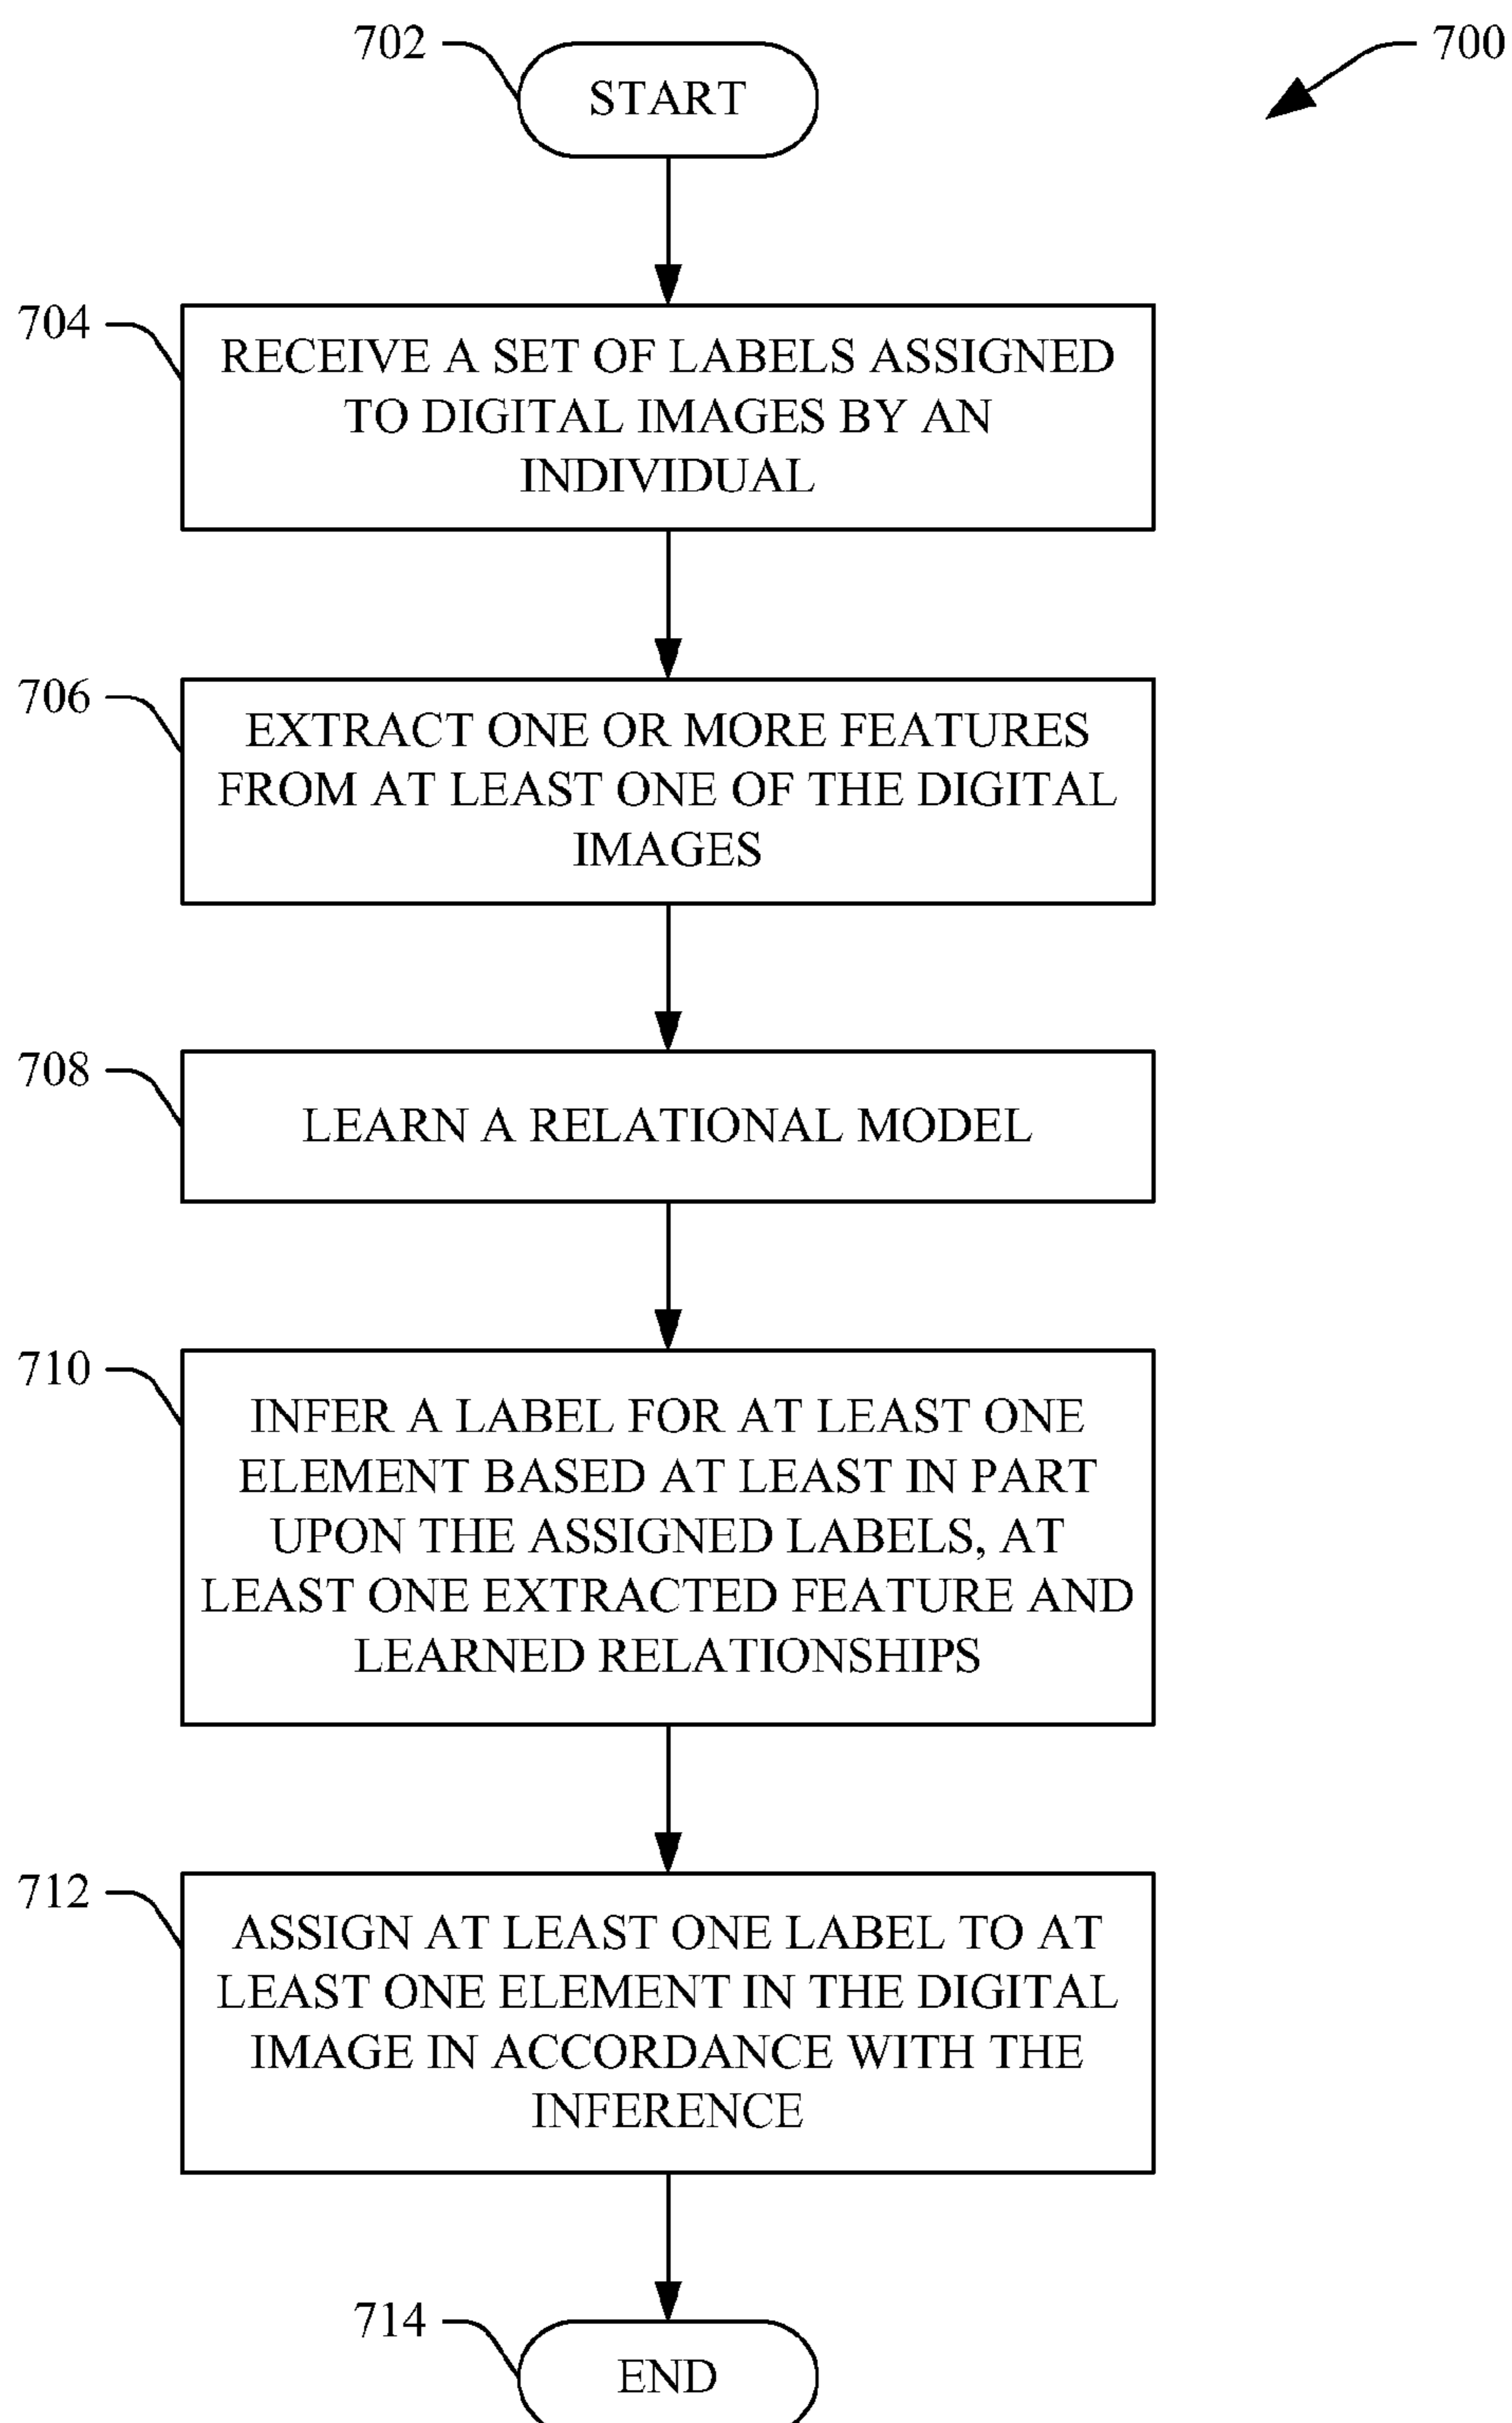 702
START
700
704
RECEIVE A SET OF LABELS ASSIGNED
TO DIGITAL IMAGES BY AN
INDIVIDUAL
706
EXTRACT ONE OR MORE FEATURES
FROM AT LEAST ONE OF THE DIGITAL
IMAGES
708
LEARN A RELATIONAL MODEL
710
INFER A LABEL FOR AT LEAST ONE
ELEMENT BASED AT LEAST IN PART
UPON THE ASSIGNED LABELS, AT
LEAST ONE EXTRACTED FEATURE AND
LEARNED RELATIONSHIPS
712
ASSIGN AT LEAST ONE LABEL TO AT
LEAST ONE ELEMENT IN THE DIGITAL
IMAGE IN ACCORDANCE WITH THE
INFERENCE
714
END